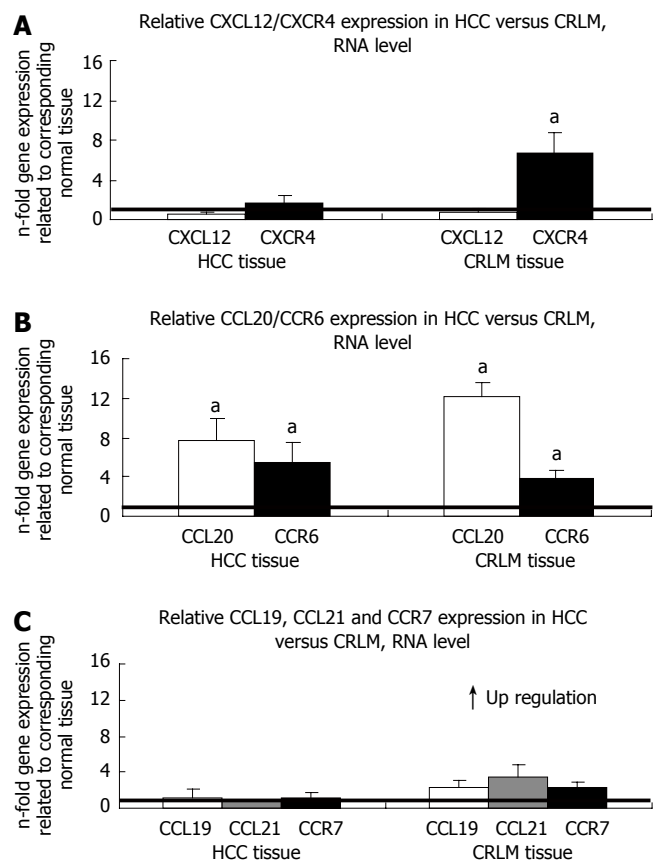 A
Relative CXCL12/CXCR4 expression in HCC versus CRLM,
RNA level
n-fold gene expression
related to corresponding
normal tissue
16
12
8
4
0
a
CXCL12 CXCR4 CXCL12 CXCR4
HCC tissue CRLM tissue
B
Relative CCL20/CCR6 expression in HCC versus CRLM,
RNA level
n-fold gene expression
related to corresponding
normal tissue
16
12
8
4
0
a a a a
CCL20 CCR6 CCL20 CCR6
HCC tissue CRLM tissue
C
Relative CCL19, CCL21 and CCR7 expression in HCC
versus CRLM, RNA level
n-fold gene expression
related to corresponding
normal tissue
16
12
8
4
0
↑ Up regulation
CCL19 CCL21 CCR7 CCL19 CCL21 CCR7
HCC tissue CRLM tissue